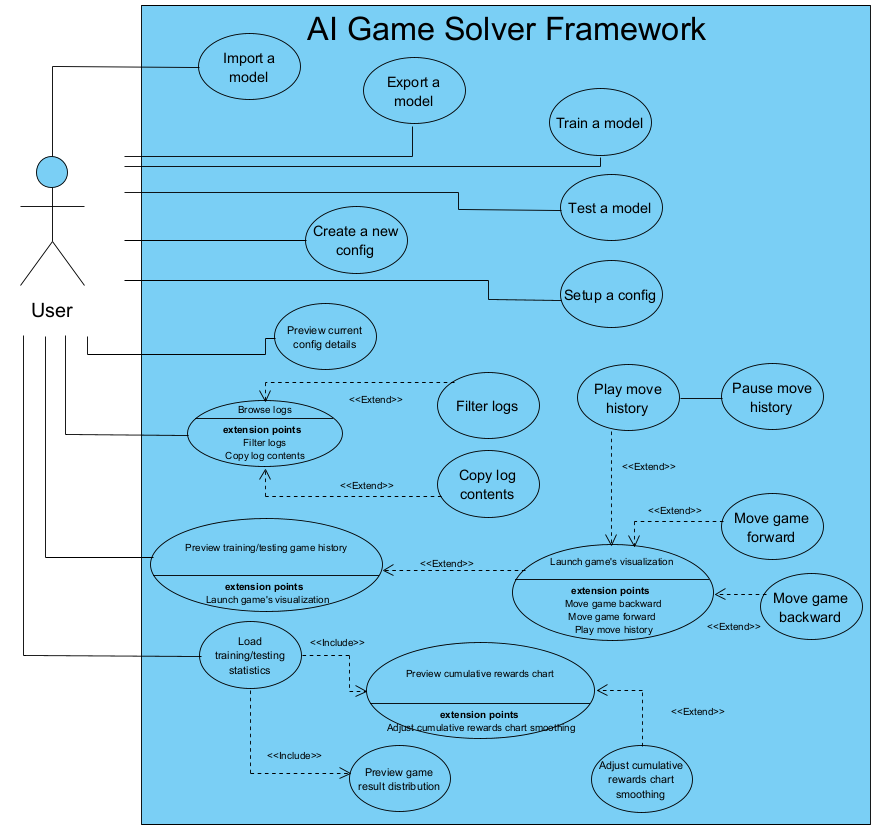 AI Game Solver Framework
Import a
model
Export a
model
Train a model
Test a model
Create a new
config
Setup a config
User
Preview current
config details
Browse logs
extension points
Filter logs
Copy log contents
<<Extend>>
Filter logs
<<Extend>>
Copy log
contents
Play move
history
Pause move
history
<<Extend>>
<<Extend>>
Move game
forward
Preview training/testing game history
extension points
Launch game's visualization
<<Extend>>
Launch game's visualization
extension points
Move game backward
Move game forward
Play move history
<<Extend>>
Move game
backward
Load
training/testing
statistics
<<Include>>
Preview cumulative rewards chart
extension points
Adjust cumulative rewards chart smoothing
<<Extend>>
<<Include>>
Preview game
result distribution
Adjust cumulative
rewards chart
smoothing